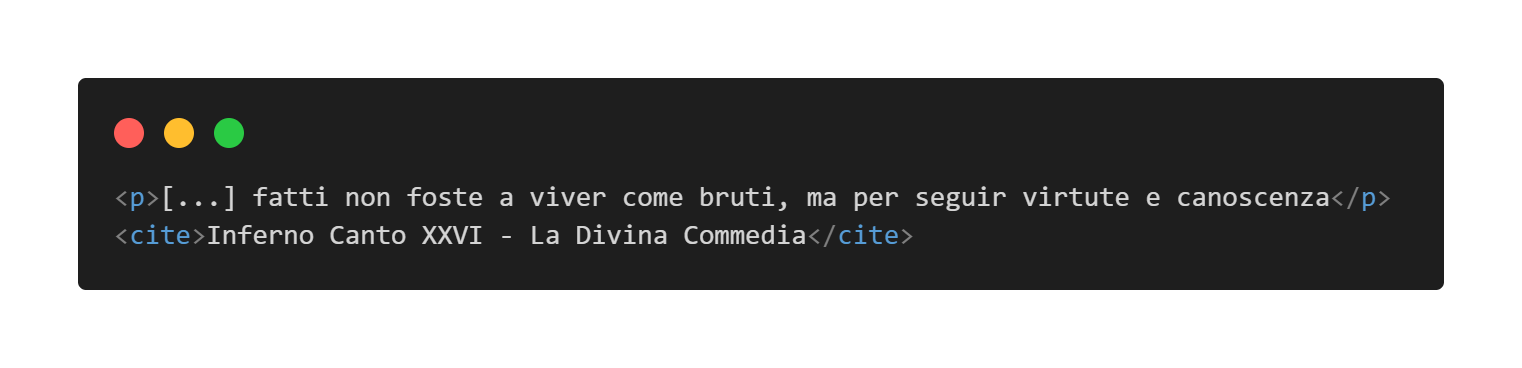 <p>[...] fatti non foste a viver come bruti, ma per seguir virtute e canoscenza</p>
<cite>Inferno Canto XXVI - La Divina Commedia</cite>